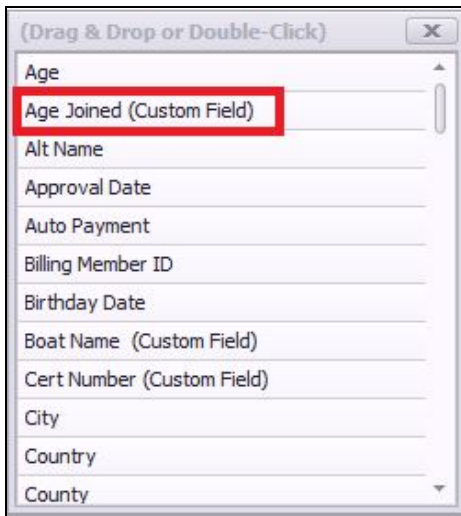 (Drag & Drop or Double-Click)
Age
Age Joined (Custom Field)
Alt Name
Approval Date
Auto Payment
Billing Member ID
Birthday Date
Boat Name  (Custom Field)
Cert Number (Custom Field)
City
Country
County